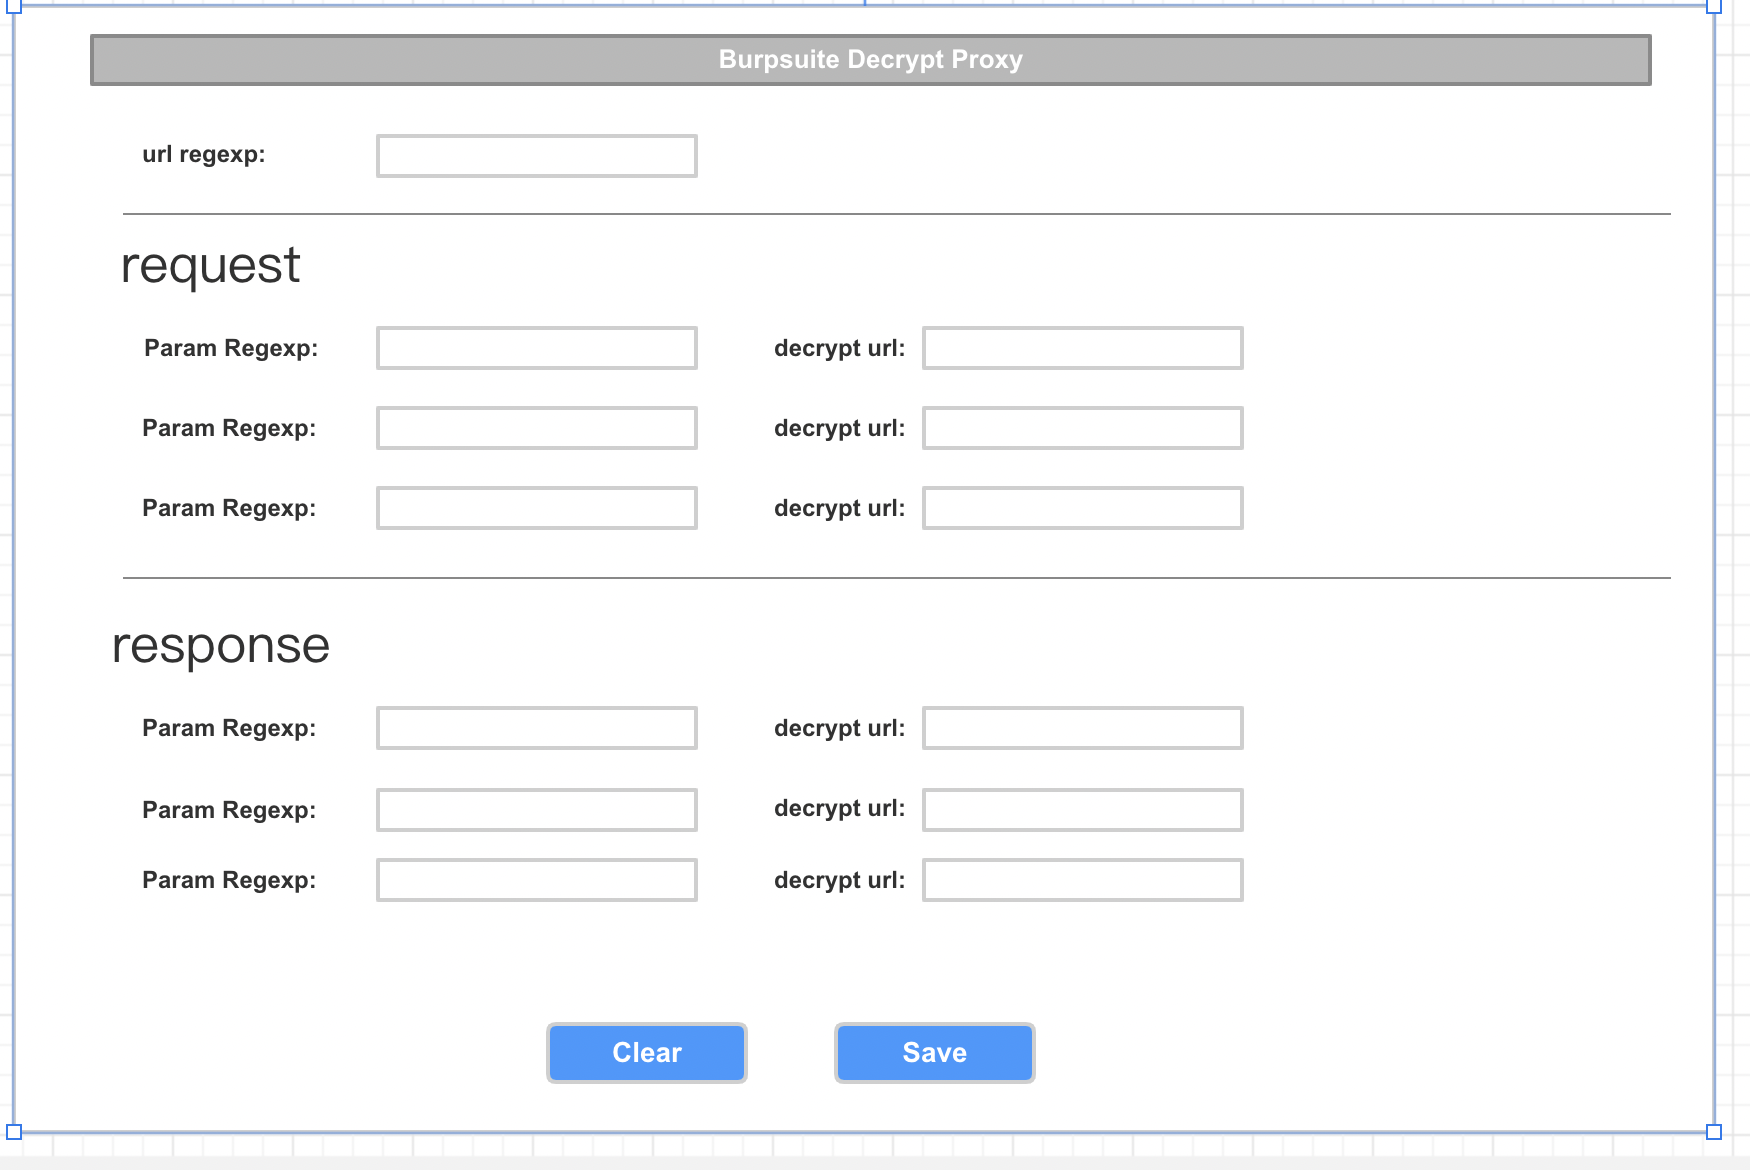 Burpsuite Decrypt Proxy
url regexp:
request
Param Regexp: decrypt url:
Param Regexp: decrypt url:
Param Regexp: decrypt url:
response
Param Regexp: decrypt url:
Param Regexp: decrypt url:
Param Regexp: decrypt url:
Clear Save